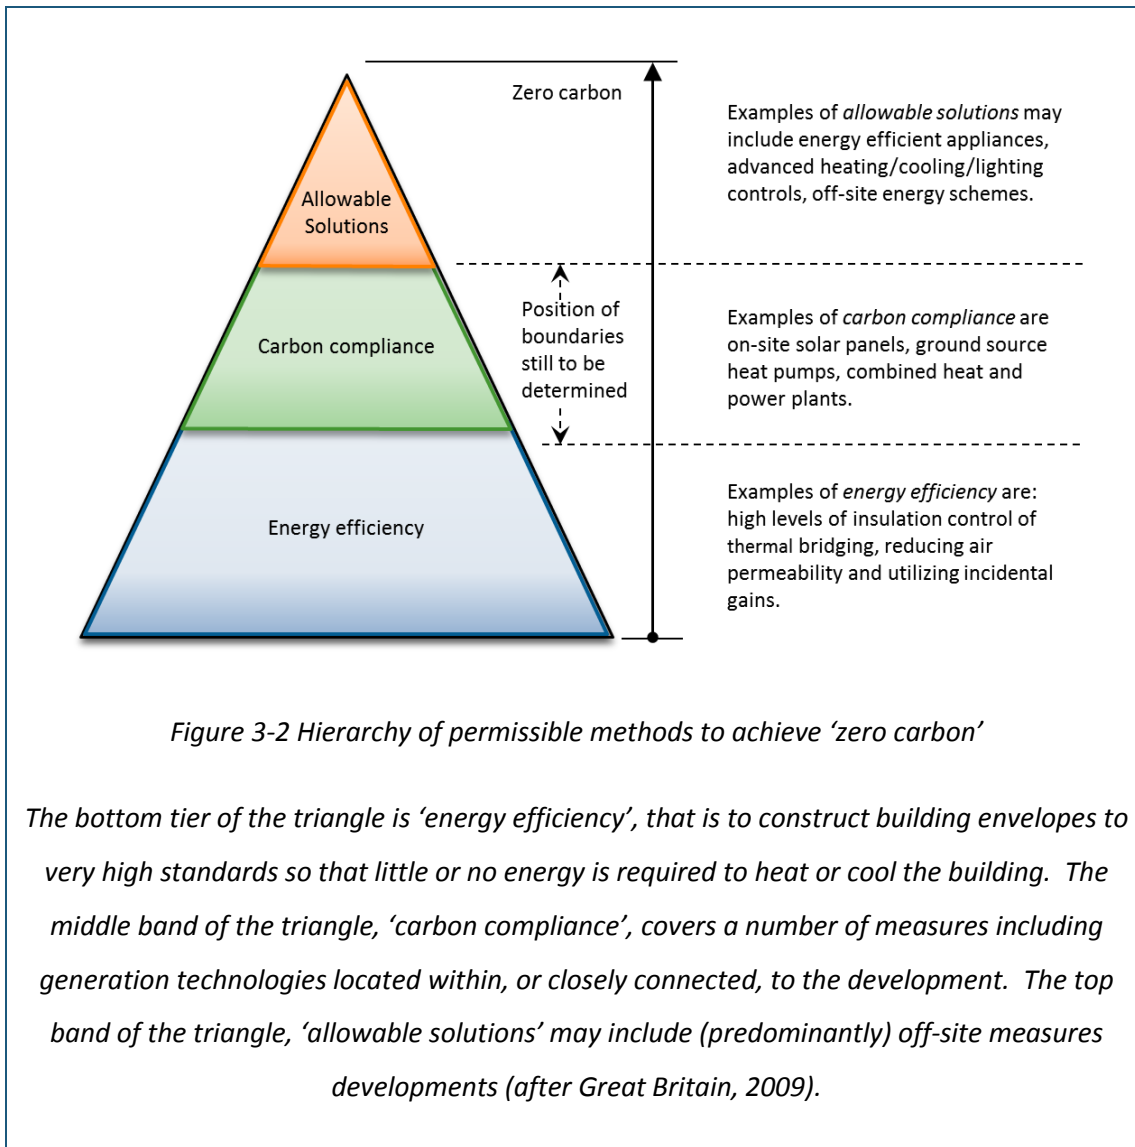 Zero carbon
Examples of allowable solutions may
include energy efficient appliances,
advanced heating/cooling/lighting
controls, off-site energy schemes.
Allowable
Solutions
Position of
boundaries
still to be
determined
Examples of carbon compliance are
on-site solar panels, ground source
heat pumps, combined heat and
power plants.
Carbon compliance
Examples of energy efficiency are:
high levels of insulation control of
thermal bridging, reducing air
permeability and utilizing incidental
gains.
Energy efficiency
Figure 3-2 Hierarchy of permissible methods to achieve ‘zero carbon’
The bottom tier of the triangle is ‘energy efficiency’, that is to construct building envelopes to
very high standards so that little or no energy is required to heat or cool the building.  The
middle band of the triangle, ‘carbon compliance’, covers a number of measures including
generation technologies located within, or closely connected, to the development.  The top
band of the triangle, ‘allowable solutions’ may include (predominantly) off-site measures
developments (after Great Britain, 2009).